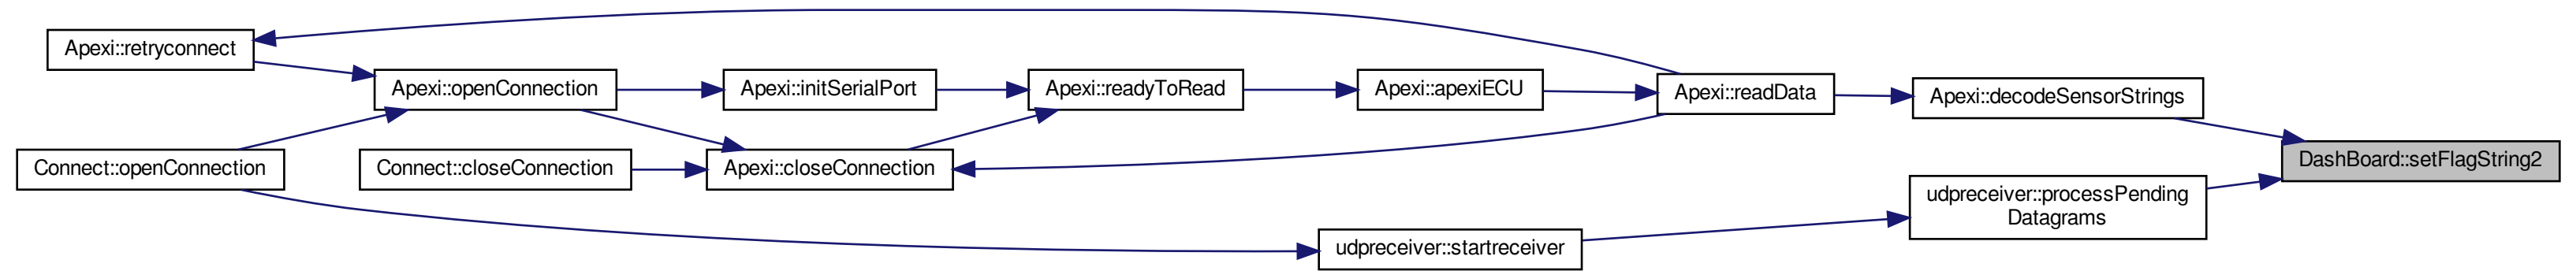 Apexi::retryconnect
Apexi::openConnection
Apexi::initSerialPort
Apexi::readyToRead
Apexi::apexiECU
Apexi::readData
Apexi::decodeSensorStrings
Connect::openConnection
Connect::closeConnection
Apexi::closeConnection
DashBoard::setFlagString2
udpreceiver::processPending
Datagrams
udpreceiver::startreceiver